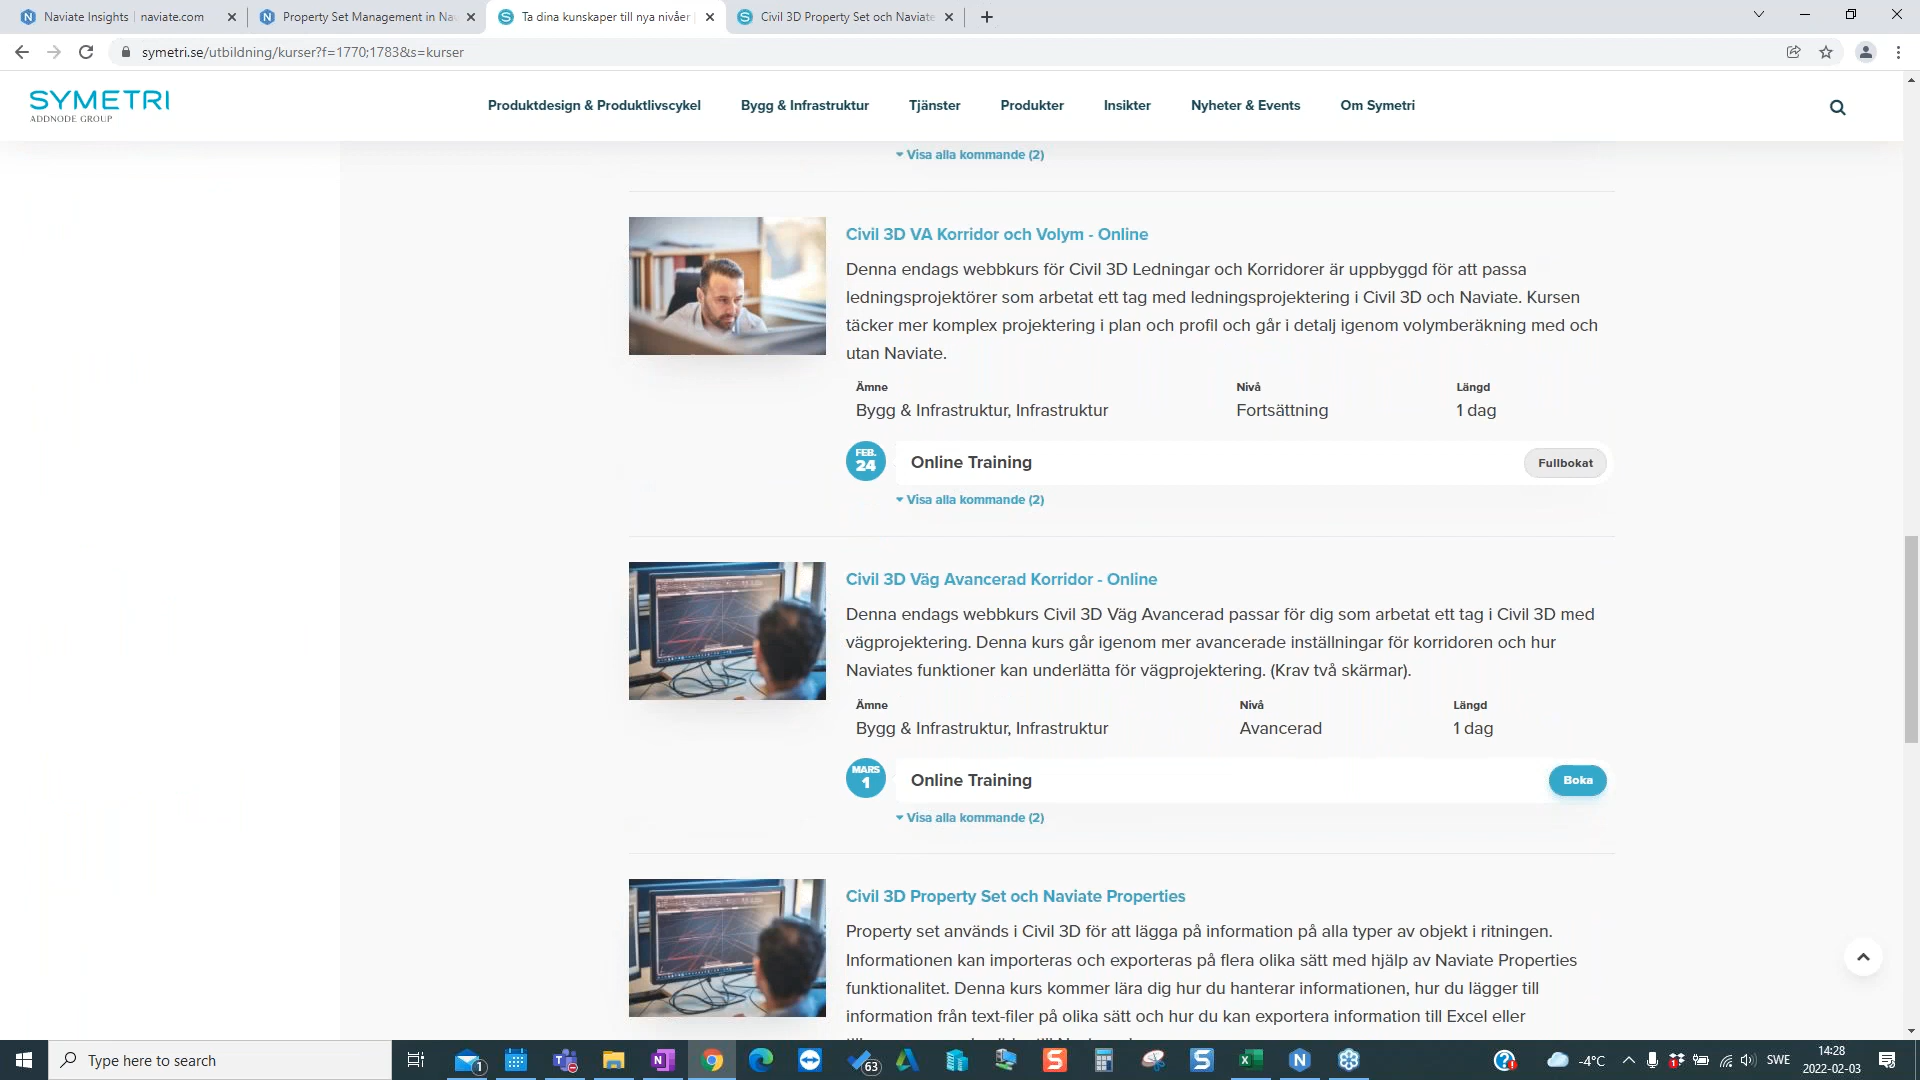 Naviate Insights | naviate.com
Property Set Management in Nav
Ta dina kunskaper till nya nivåer |
Civil 3D Property Set och Naviate
symetri.se/utbildning/kurser?f=1770;1783&s=kurser
SYMETRI
ADDNODE GROUP
Produktdesign & Produktlivscykel
Bygg & Infrastruktur
Tjänster
Produkter
Insikter
Nyheter & Events
Om Symetri
Visa alla kommande (2)
Civil 3D VA Korridor och Volym - Online
Denna endags webbkurs för Civil 3D Ledningar och Korridorer är uppbyggd för att passa
ledningsprojektörer som arbetat ett tag med ledningsprojektering i Civil 3D och Naviate. Kursen
täcker mer komplex projektering i plan och profil och går i detalj igenom volymberäkning med och
utan Naviate.
Ämne
Nivå
Längd
Bygg & Infrastruktur, Infrastruktur
Fortsättning
1 dag
FEB.
24
Online Training
Fullbokat
Visa alla kommande (2)
Civil 3D Väg Avancerad Korridor - Online
Denna endags webbkurs Civil 3D Väg Avancerad passar för dig som arbetat ett tag i Civil 3D med
vägprojektering. Denna kurs går igenom mer avancerade inställningar för korridoren och hur
Naviates funktioner kan underlätta för vägprojektering. (Krav två skärmar).
Ämne
Nivå
Längd
Bygg & Infrastruktur, Infrastruktur
Avancerad
1 dag
MARS
1
Online Training
Boka
Visa alla kommande (2)
Civil 3D Property Set och Naviate Properties
Property set används i Civil 3D för att lägga på information på alla typer av objekt i ritningen.
Informationen kan importeras och exporteras på flera olika sätt med hjälp av Naviate Properties
funktionalitet. Denna kurs kommer lära dig hur du hanterar informationen, hur du lägger till
information från text-filer på olika sätt och hur du kan exportera information till Excel eller
Type here to search
1
63
-4°C
SWE
14:28
2022-02-03